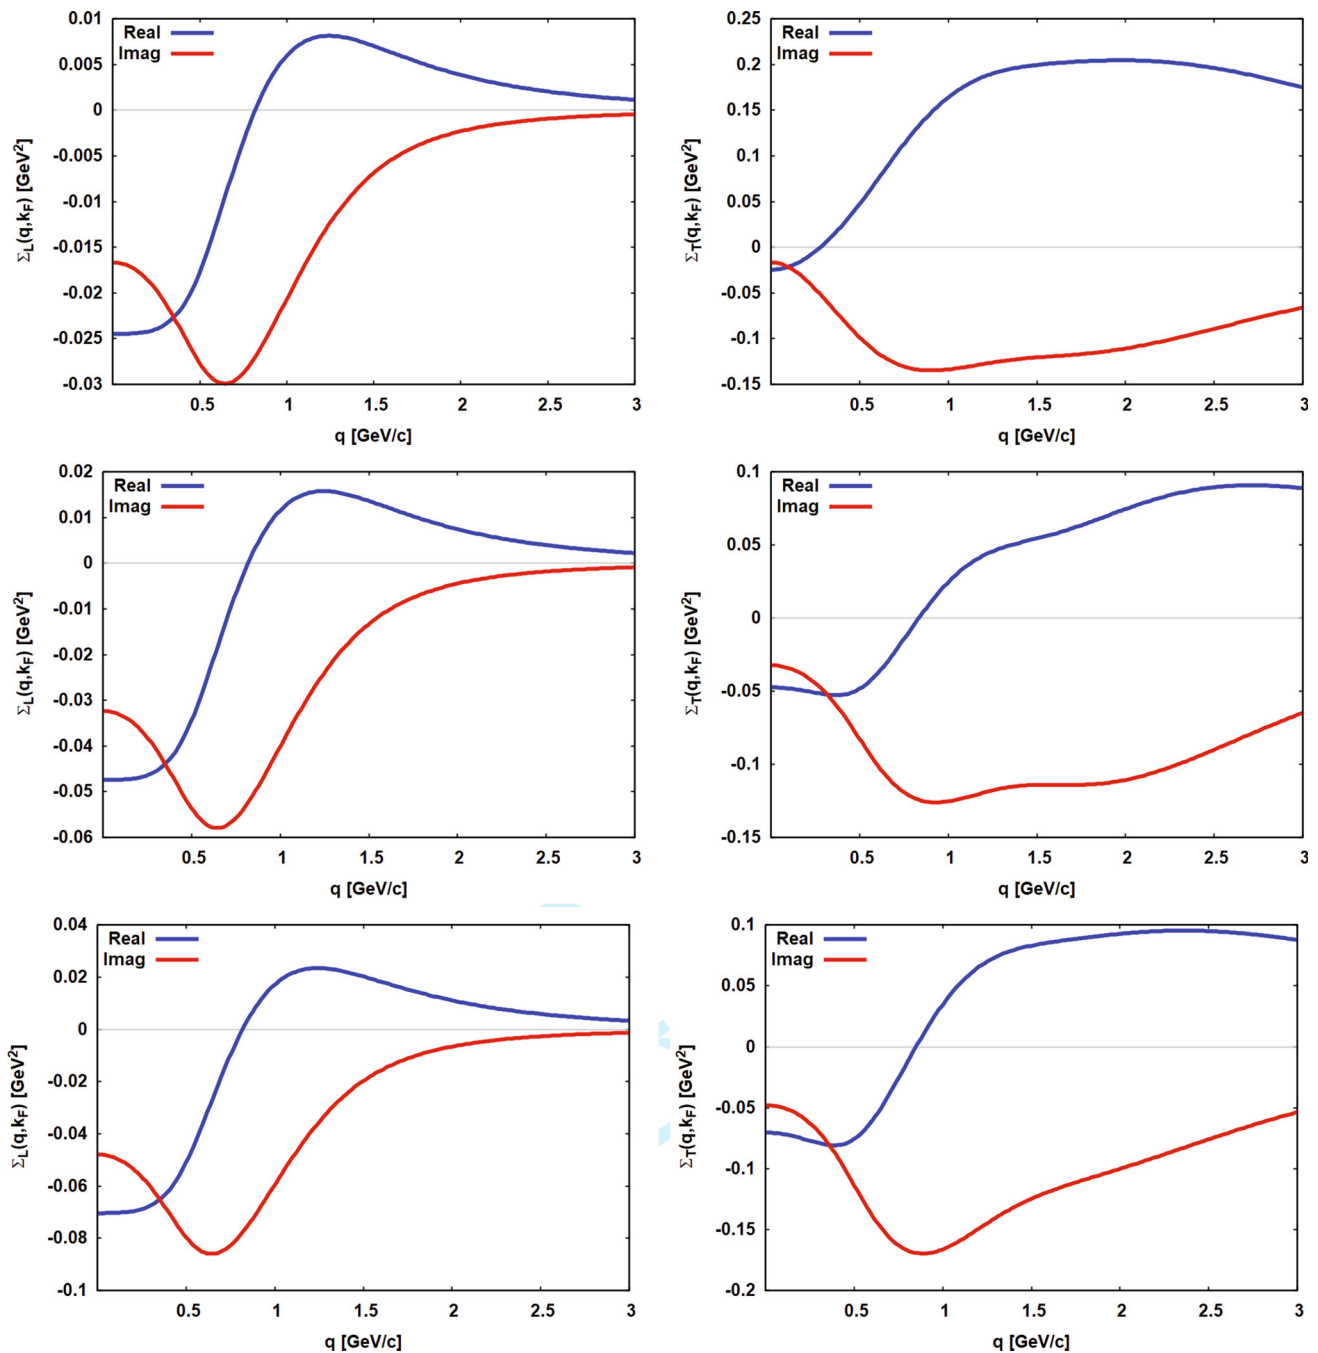 Real
Imag
0.01
0.005
0
-0.005
-0.01
-0.015
-0.02
-0.025
-0.03
Σ_L(q,k_F) [GeV²]
0.5 1 1.5 2 2.5 3
q [GeV/c]
Real
Imag
0.25
0.2
0.15
0.1
0.05
0
-0.05
-0.1
-0.15
Σ_T(q,k_F) [GeV²]
0.5 1 1.5 2 2.5 3
q [GeV/c]
Real
Imag
0.02
0.01
0
-0.01
-0.02
-0.03
-0.04
-0.05
-0.06
Σ_L(q,k_F) [GeV²]
0.5 1 1.5 2 2.5 3
q [GeV/c]
Real
Imag
0.1
0.05
0
-0.05
-0.1
-0.15
Σ_T(q,k_F) [GeV²]
0.5 1 1.5 2 2.5 3
q [GeV/c]
Real
Imag
0.04
0.02
0
-0.02
-0.04
-0.06
-0.08
-0.1
Σ_L(q,k_F) [GeV²]
0.5 1 1.5 2 2.5 3
q [GeV/c]
Real
Imag
0.1
0.05
0
-0.05
-0.1
-0.15
-0.2
Σ_T(q,k_F) [GeV²]
0.5 1 1.5 2 2.5 3
q [GeV/c]